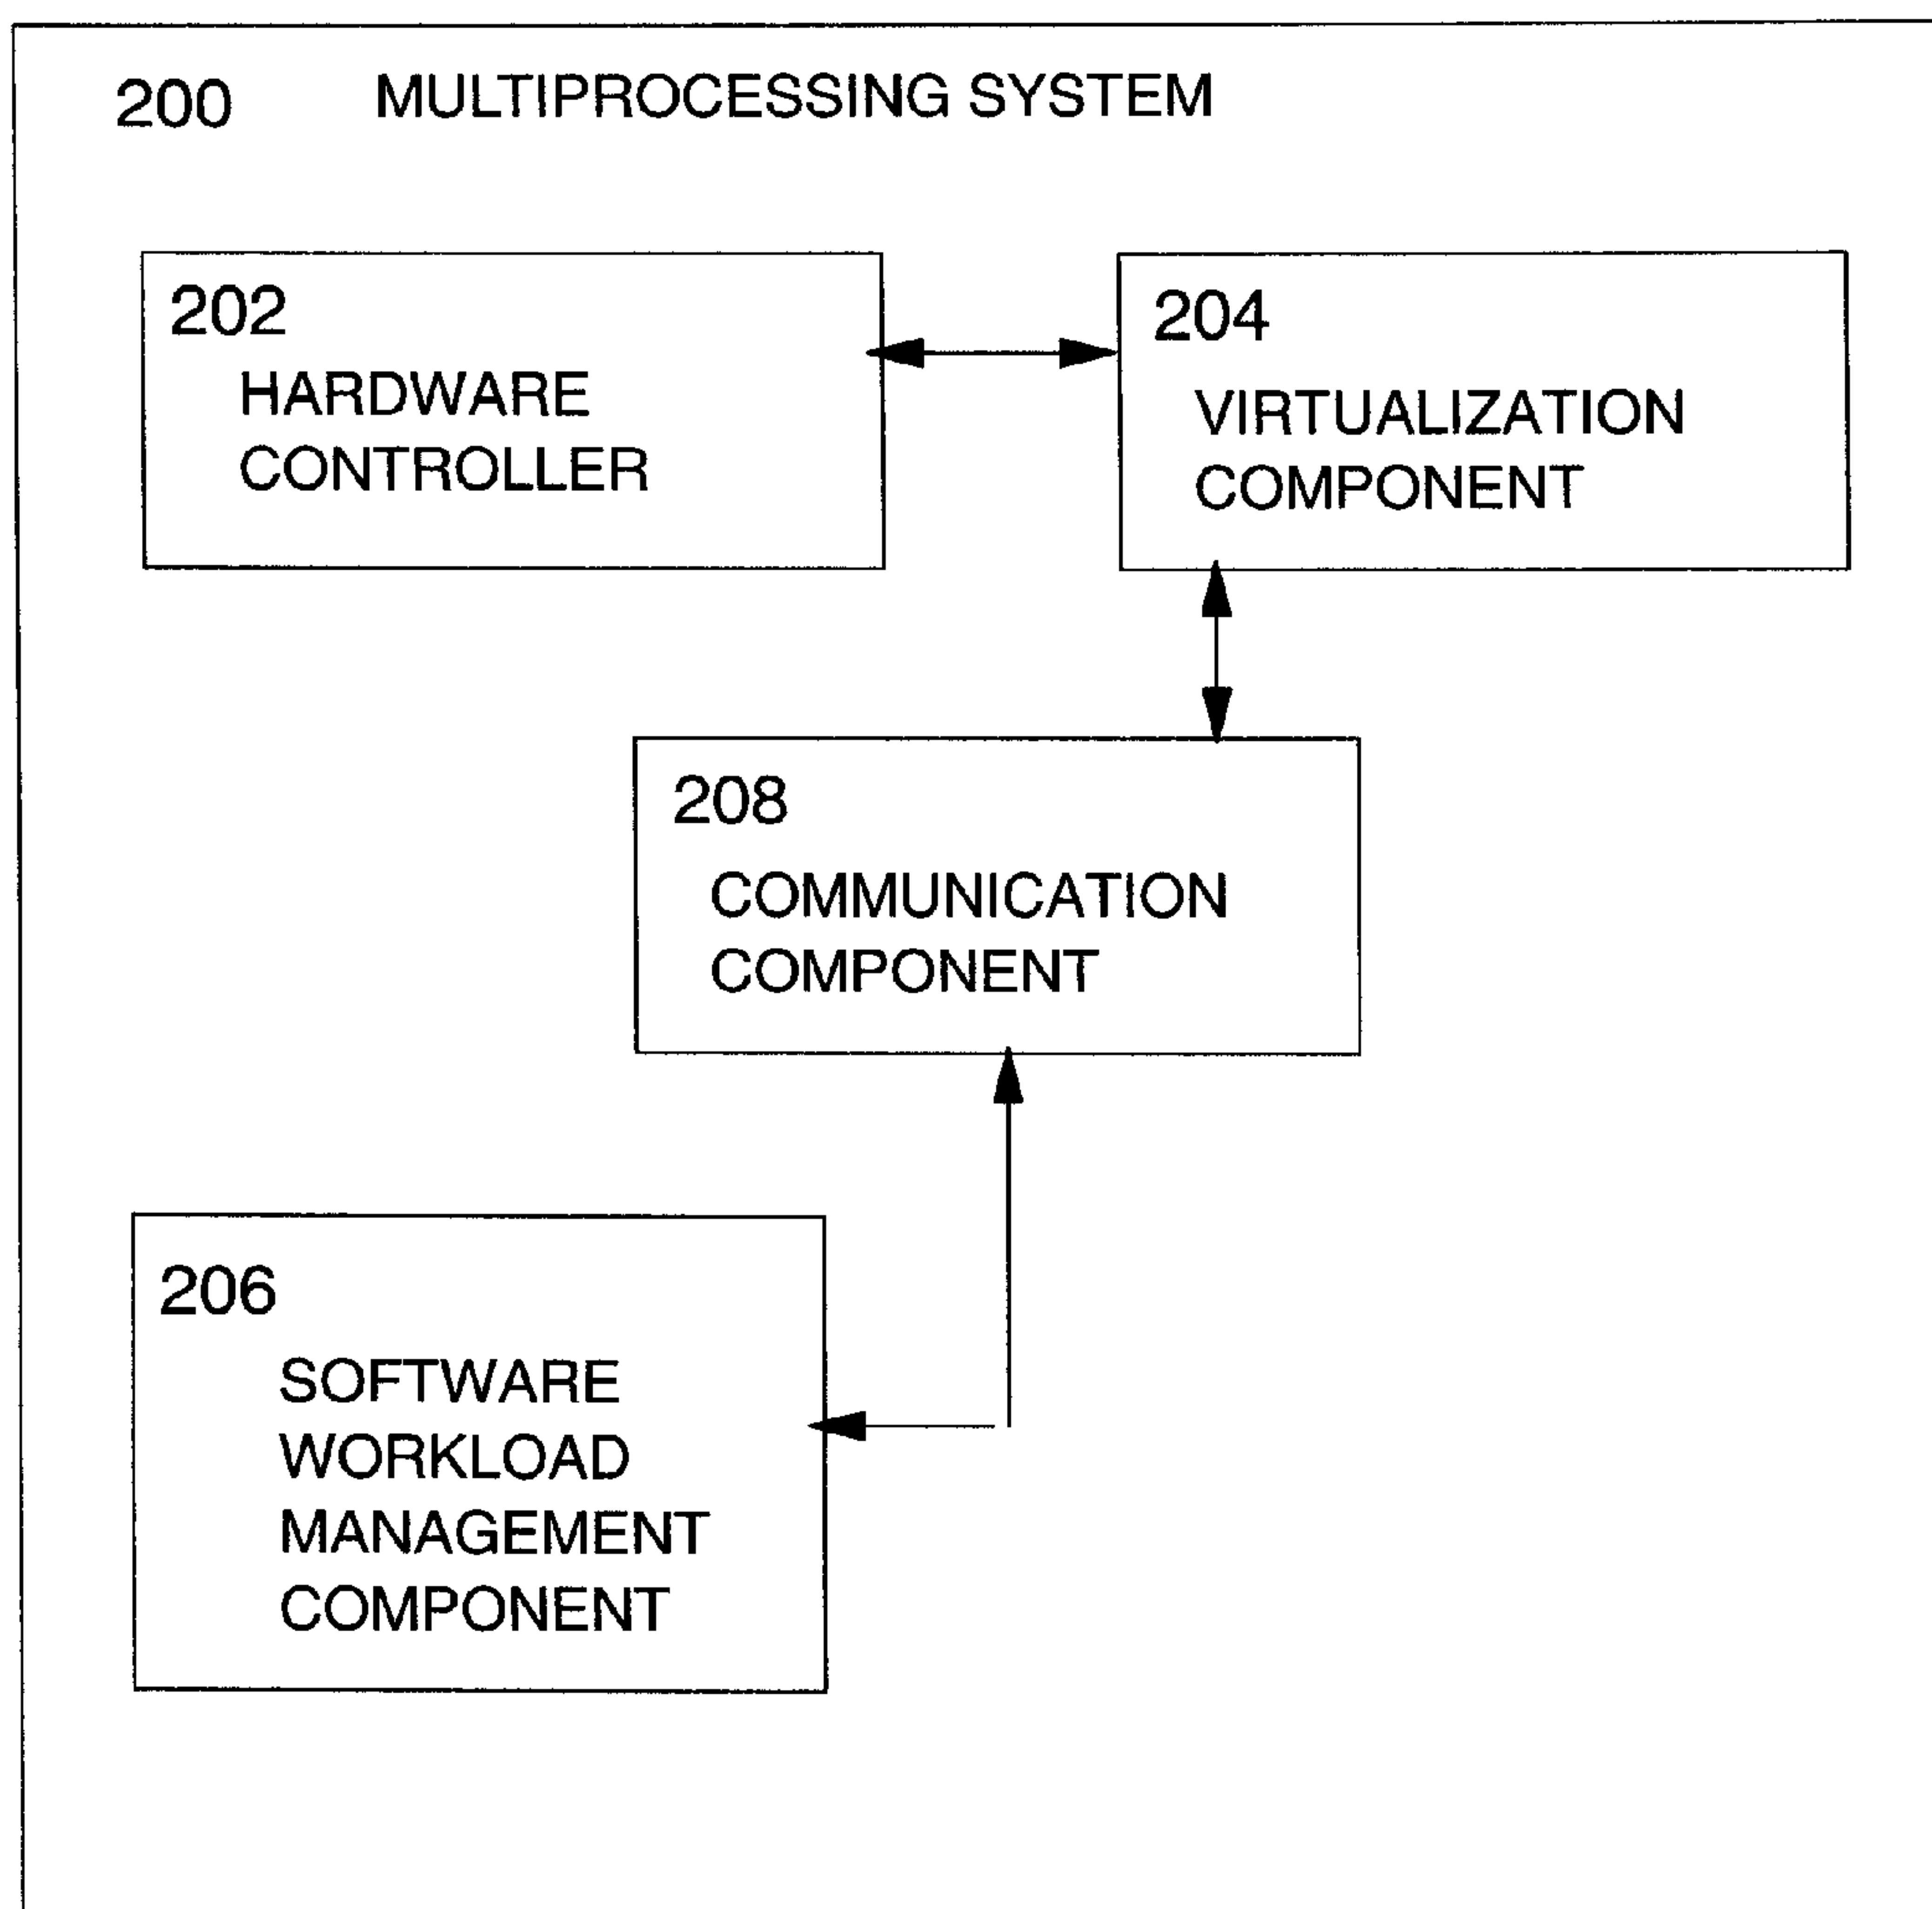 200 MULTIPROCESSING SYSTEM
202
HARDWARE
CONTROLLER
204
VIRTUALIZATION
COMPONENT
208
COMMUNICATION
COMPONENT
206
SOFTWARE
WORKLOAD
MANAGEMENT
COMPONENT